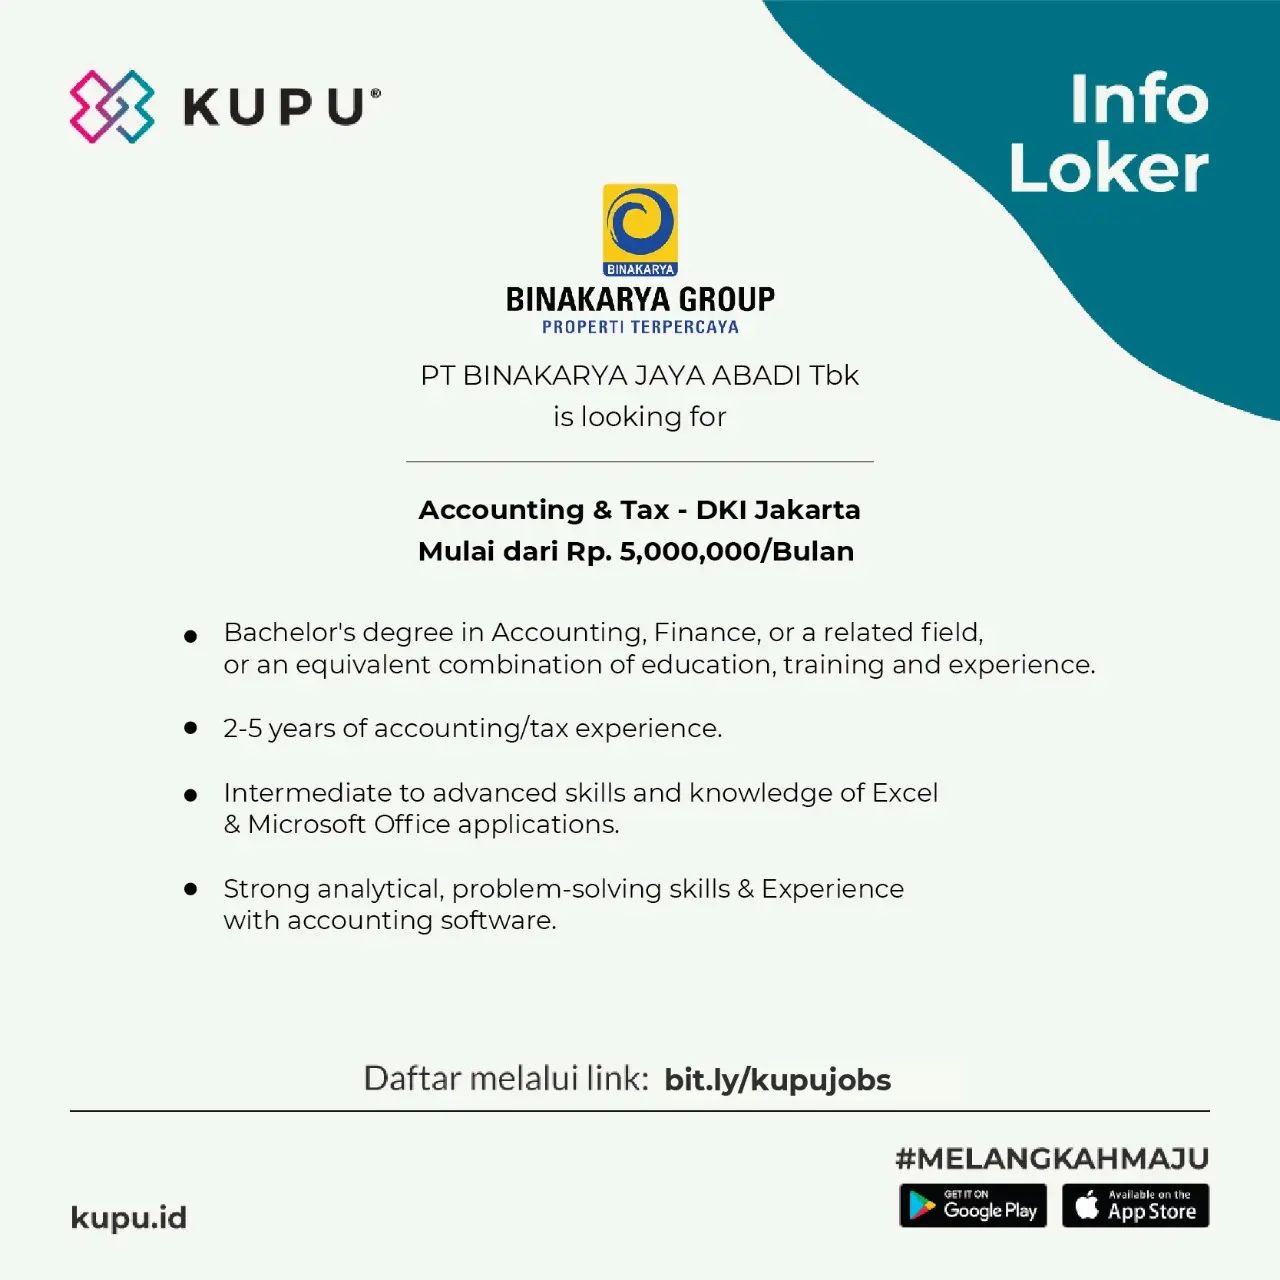 KUPU®
Info
Loker
BINAKARYA
BINAKARYA GROUP
PROPERTI TERPERCAYA
PT BINAKARYA JAYA ABADI Tbk
is looking for
Accounting & Tax - DKI Jakarta
Mulai dari Rp. 5,000,000/Bulan
● Bachelor's degree in Accounting, Finance, or a related field,
or an equivalent combination of education, training and experience.
● 2-5 years of accounting/tax experience.
● Intermediate to advanced skills and knowledge of Excel
& Microsoft Office applications.
● Strong analytical, problem-solving skills & Experience
with accounting software.
Daftar melalui link: bit.ly/kupujobs
#MELANGKAHMAJU
kupu.id
GET IT ON
Google Play
Available on the
App Store